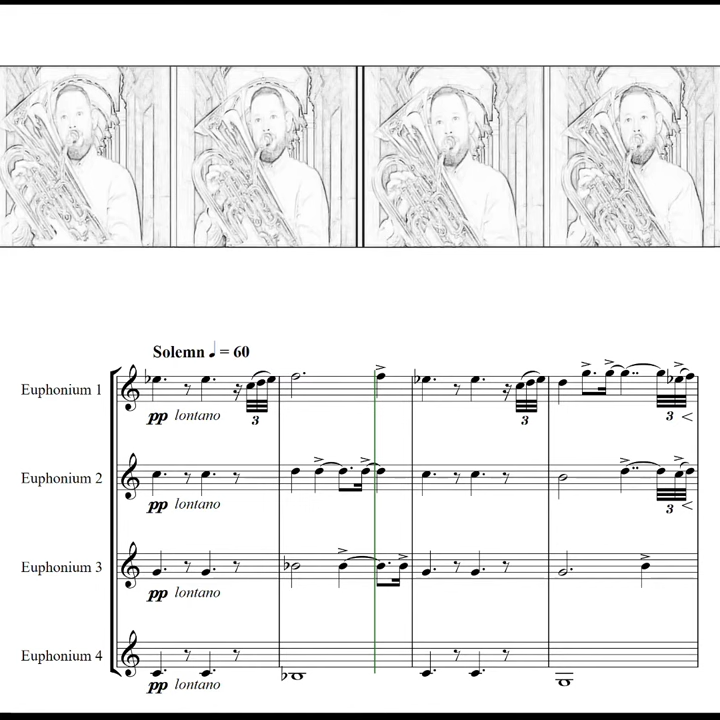 Solemn ♩ = 60
Euphonium 1
pp lontano
3
3
3
Euphonium 2
pp lontano
3
Euphonium 3
pp lontano
Euphonium 4
pp lontano